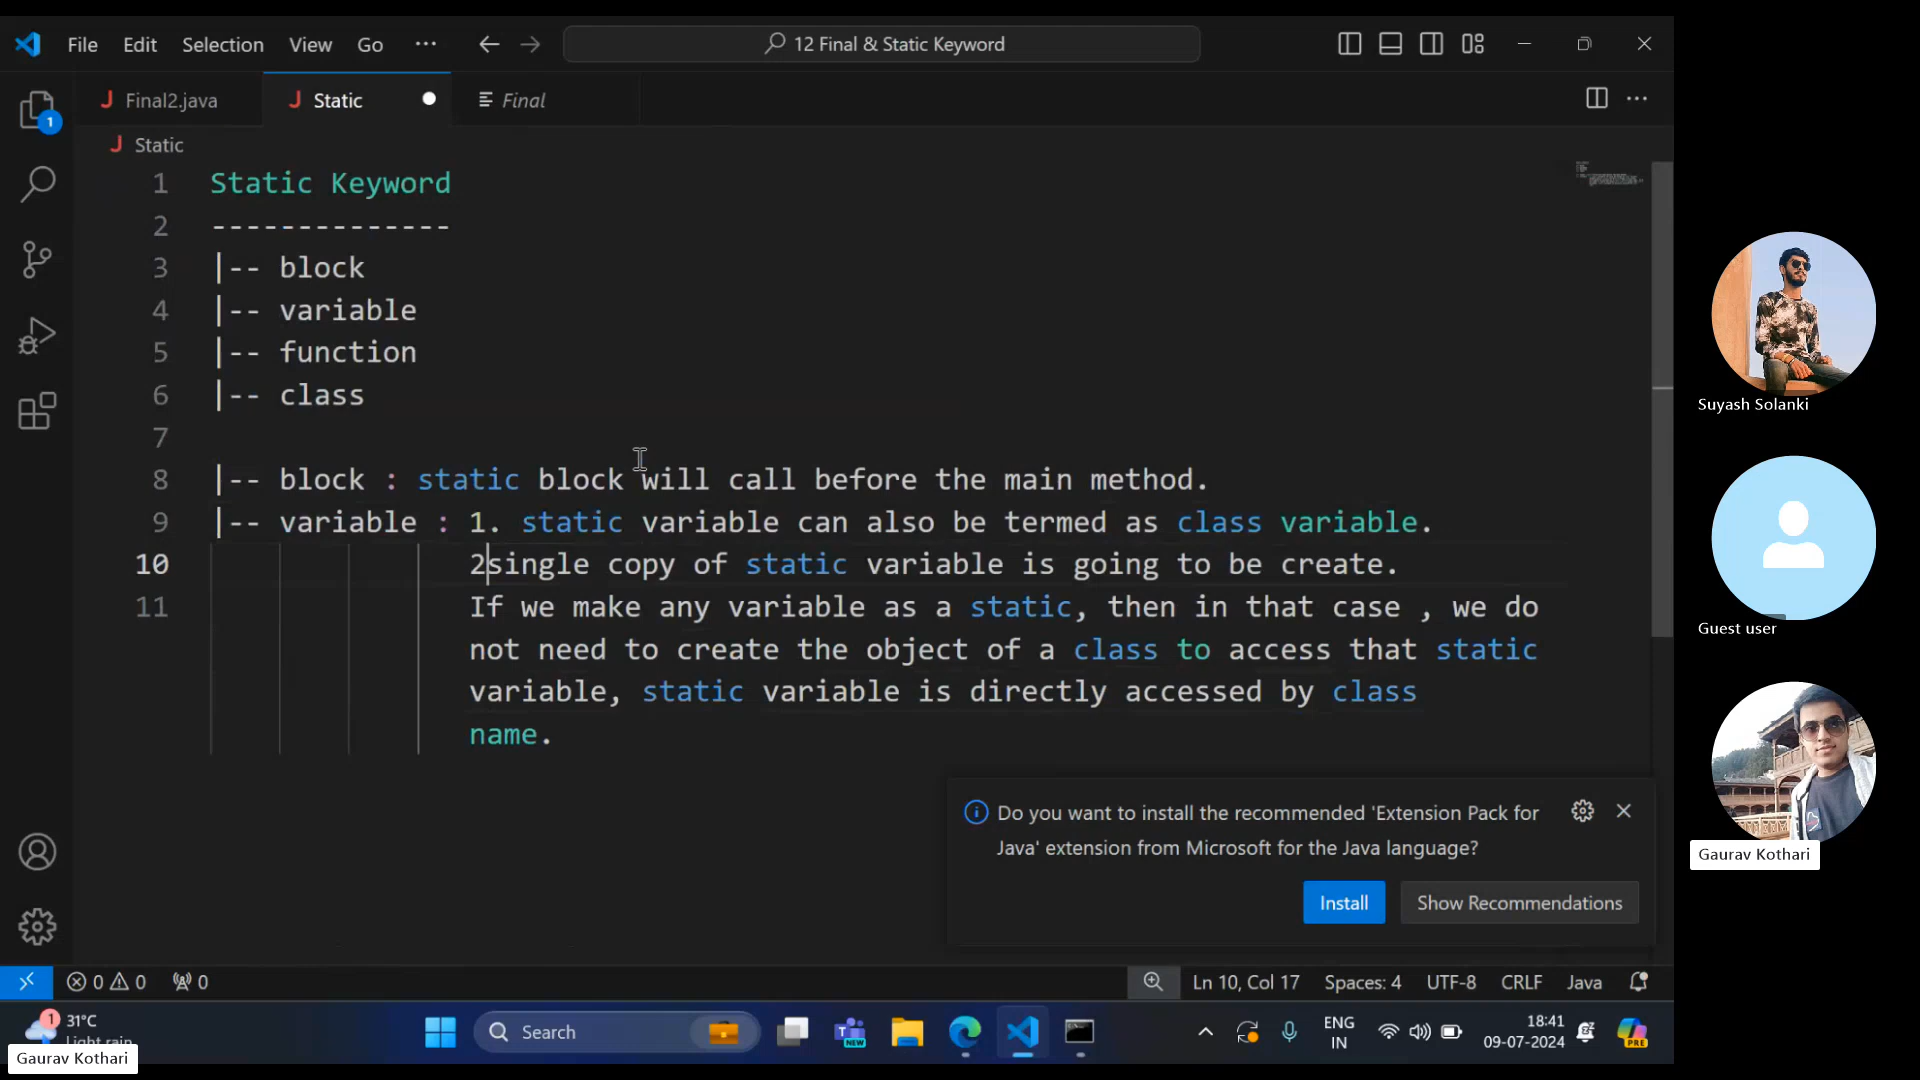 File Edit Selection View Go ··· 12 Final & Static Keyword
Final2.java Static Final
Static
1 Static Keyword
2 --------------
3 |-- block
4 |-- variable
5 |-- function
6 |-- class
7
8 |-- block : static block will call before the main method.
9 |-- variable : 1. static variable can also be termed as class variable.
10 2single copy of static variable is going to be create.
11 If we make any variable as a static, then in that case , we do
not need to create the object of a class to access that static
variable, static variable is directly accessed by class
name.
1
Do you want to install the recommended 'Extension Pack for
Java' extension from Microsoft for the Java language?
Install Show Recommendations
0 0 0 Ln 10, Col 17 Spaces: 4 UTF-8 CRLF Java
1 31°C
Light rain
Search
NEW
ENG
IN
18:41
09-07-2024
PRE
Gaurav Kothari
Suyash Solanki
Guest user
Gaurav Kothari